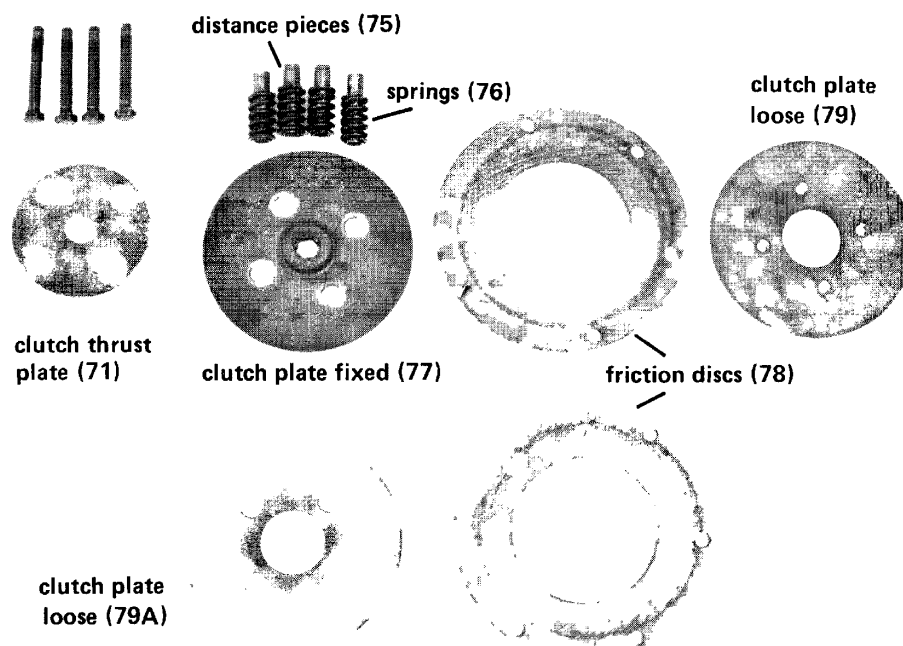 distance pieces (75)
springs (76)
clutch plate
loose (79)
clutch thrust
plate (71)
clutch plate fixed (77)
friction discs (78)
clutch plate
loose (79A)